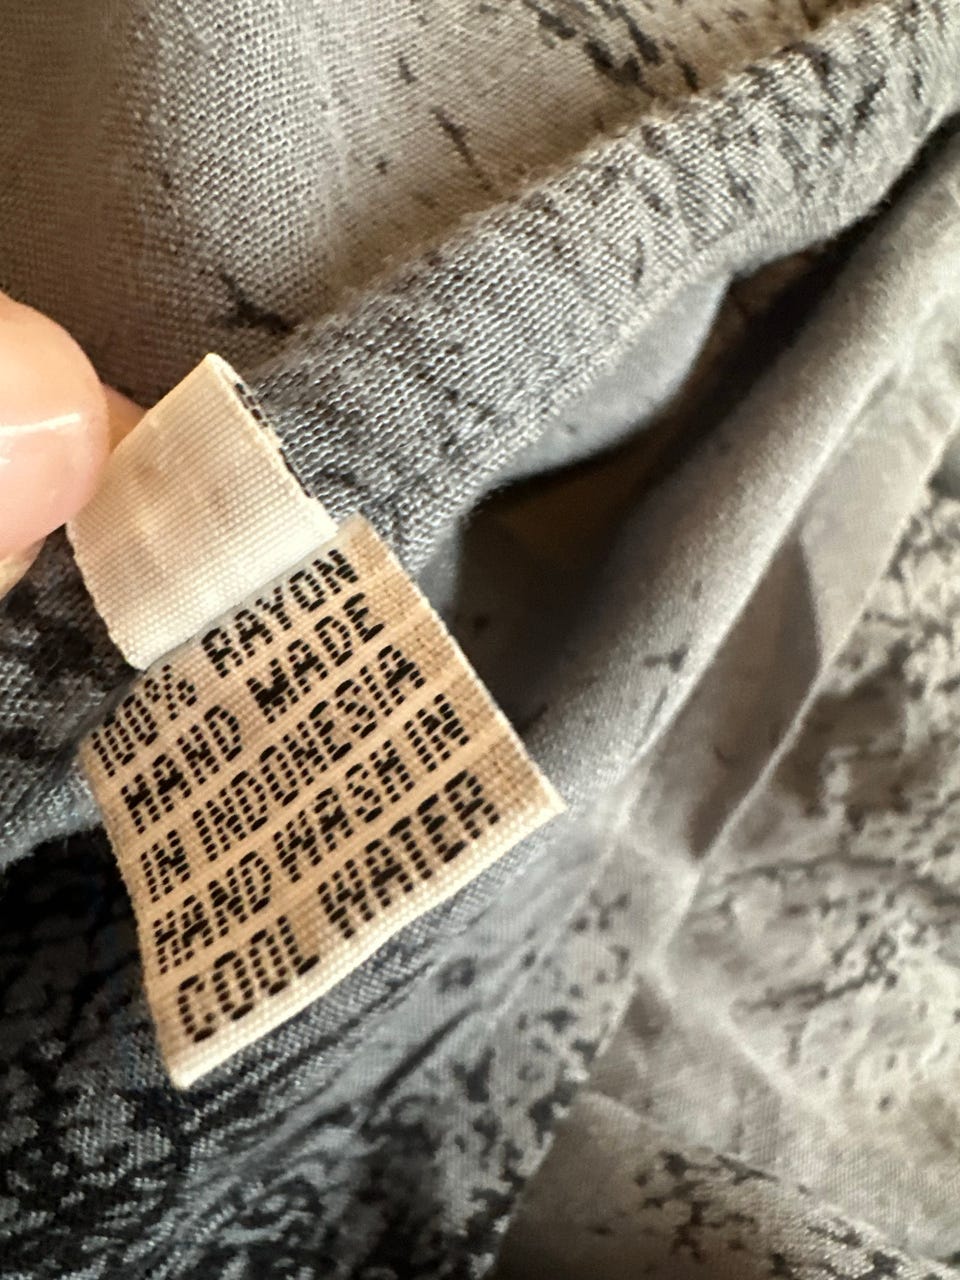 100% RAYON
HAND MADE
IN INDONESIA
HAND WASH IN
COOL WATER